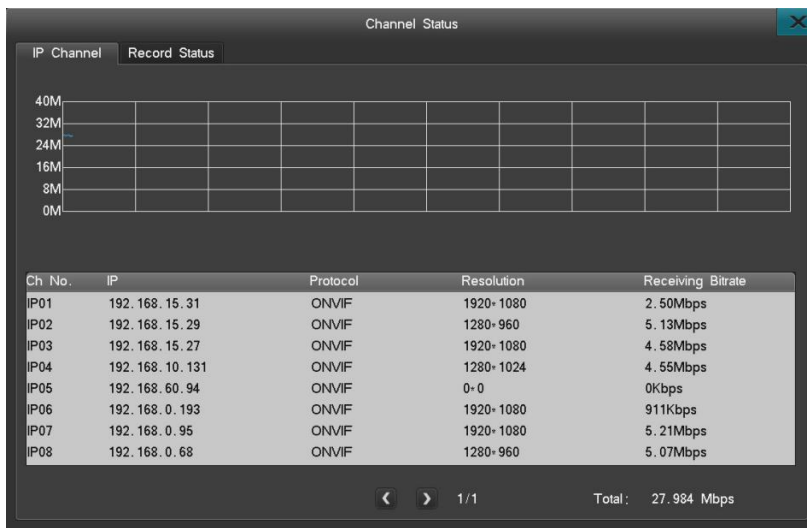 Channel Status
IP Channel Record Status
40M
32M
24M
16M
8M
0M
Ch No. IP Protocol Resolution Receiving Bitrate
IP01 192.168.15.31 ONVIF 1920*1080 2.50Mbps
IP02 192.168.15.29 ONVIF 1280*960 5.13Mbps
IP03 192.168.15.27 ONVIF 1920*1080 4.58Mbps
IP04 192.168.10.131 ONVIF 1280*1024 4.55Mbps
IP05 192.168.60.94 ONVIF 0*0 0Kbps
IP06 192.168.0.193 ONVIF 1920*1080 911Kbps
IP07 192.168.0.95 ONVIF 1920*1080 5.21Mbps
IP08 192.168.0.68 ONVIF 1280*960 5.07Mbps
1/1 Total: 27.984 Mbps